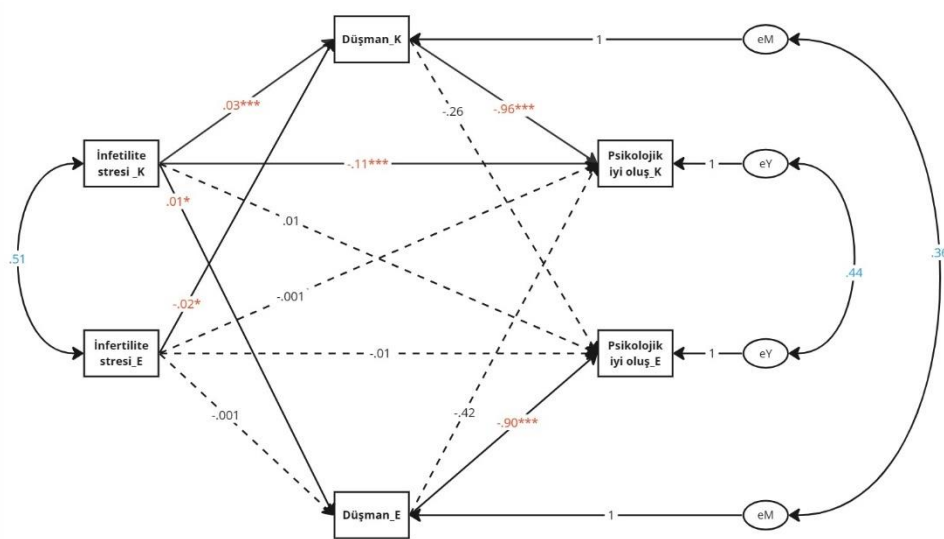 Düşman_K
1
eM
-.26
.03***
-.96***
İnfetilite
stresi _K
-.11***
Psikolojik
iyi oluş_K
1
eY
.01*
.01
.51
.44
.36
-.001
-.02*
İnfertilite
stresi_E
-.01
Psikolojik
iyi oluş_E
1
eY
-.001
-.42
-.90***
Düşman_E
1
eM